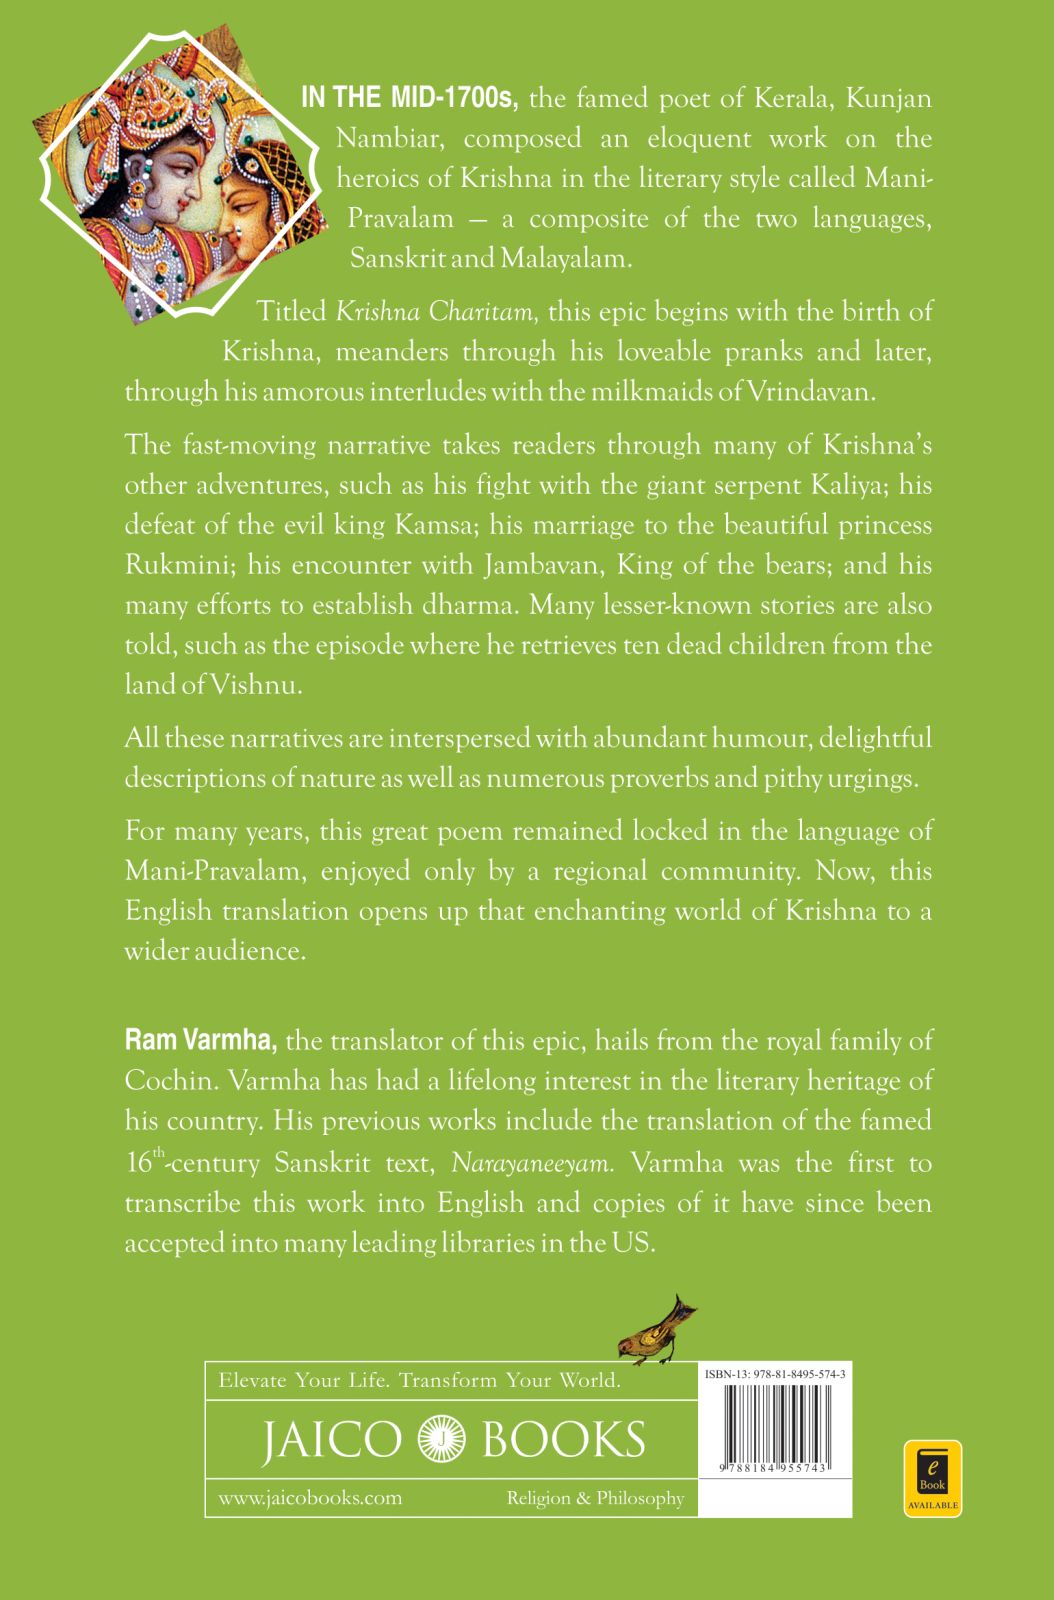 IN THE MID-1700s, the famed poet of Kerala, Kunjan
Nambiar, composed an eloquent work on the
heroics of Krishna in the literary style called Mani-
Pravalam – a composite of the two languages,
Sanskrit and Malayalam.
Titled Krishna Charitam, this epic begins with the birth of
Krishna, meanders through his loveable pranks and later,
through his amorous interludes with the milkmaids of Vrindavan.
The fast-moving narrative takes readers through many of Krishna's
other adventures, such as his fight with the giant serpent Kaliya; his
defeat of the evil king Kamsa; his marriage to the beautiful princess
Rukmini; his encounter with Jambavan, King of the bears; and his
many efforts to establish dharma. Many lesser-known stories are also
told, such as the episode where he retrieves ten dead children from the
land of Vishnu.
All these narratives are interspersed with abundant humour, delightful
descriptions of nature as well as numerous proverbs and pithy urgings.
For many years, this great poem remained locked in the language of
Mani-Pravalam, enjoyed only by a regional community. Now, this
English translation opens up that enchanting world of Krishna to a
wider audience.
Ram Varmha, the translator of this epic, hails from the royal family of
Cochin. Varmha has had a lifelong interest in the literary heritage of
his country. His previous works include the translation of the famed
16th-century Sanskrit text, Narayaneeyam. Varmha was the first to
transcribe this work into English and copies of it have since been
accepted into many leading libraries in the US.
Elevate Your Life. Transform Your World.
JAICO J BOOKS
www.jaicobooks.com Religion & Philosophy
ISBN-13: 978-81-8495-574-3
9 788184 955743
e
Book
AVAILABLE